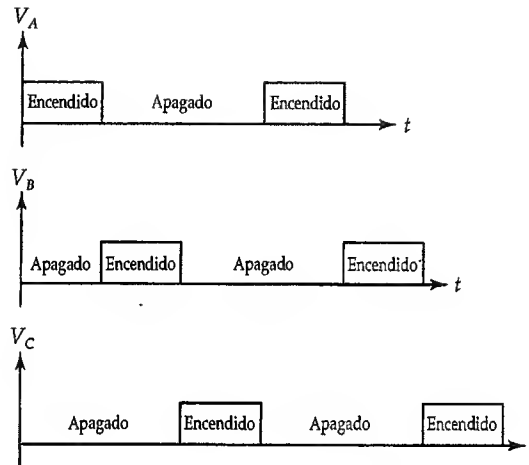 V_A
Encendido Apagado Encendido
t
V_B
Apagado Encendido Apagado Encendido
t
V_C
Apagado Encendido Apagado Encendido